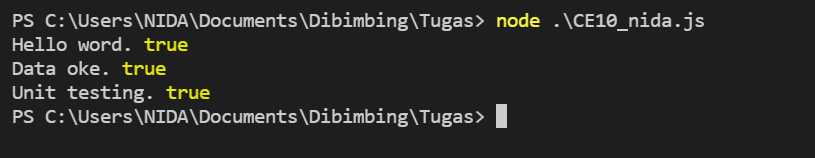 PS C:\Users\NIDA\Documents\Dibimbing\Tugas> node .\CE10_nida.js
Hello word. true
Data oke. true
Unit testing. true
PS C:\Users\NIDA\Documents\Dibimbing\Tugas>